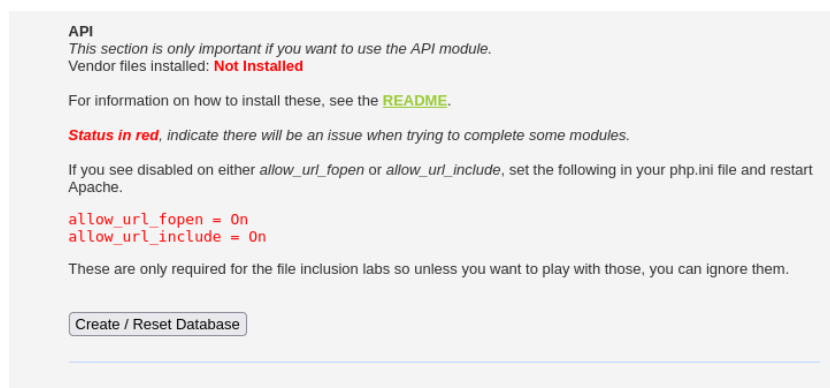 API
This section is only important if you want to use the API module.
Vendor files installed: Not Installed
For information on how to install these, see the README.
Status in red, indicate there will be an issue when trying to complete some modules.
If you see disabled on either allow_url_fopen or allow_url_include, set the following in your php.ini file and restart
Apache.
allow_url_fopen = On
allow_url_include = On
These are only required for the file inclusion labs so unless you want to play with those, you can ignore them.
Create / Reset Database